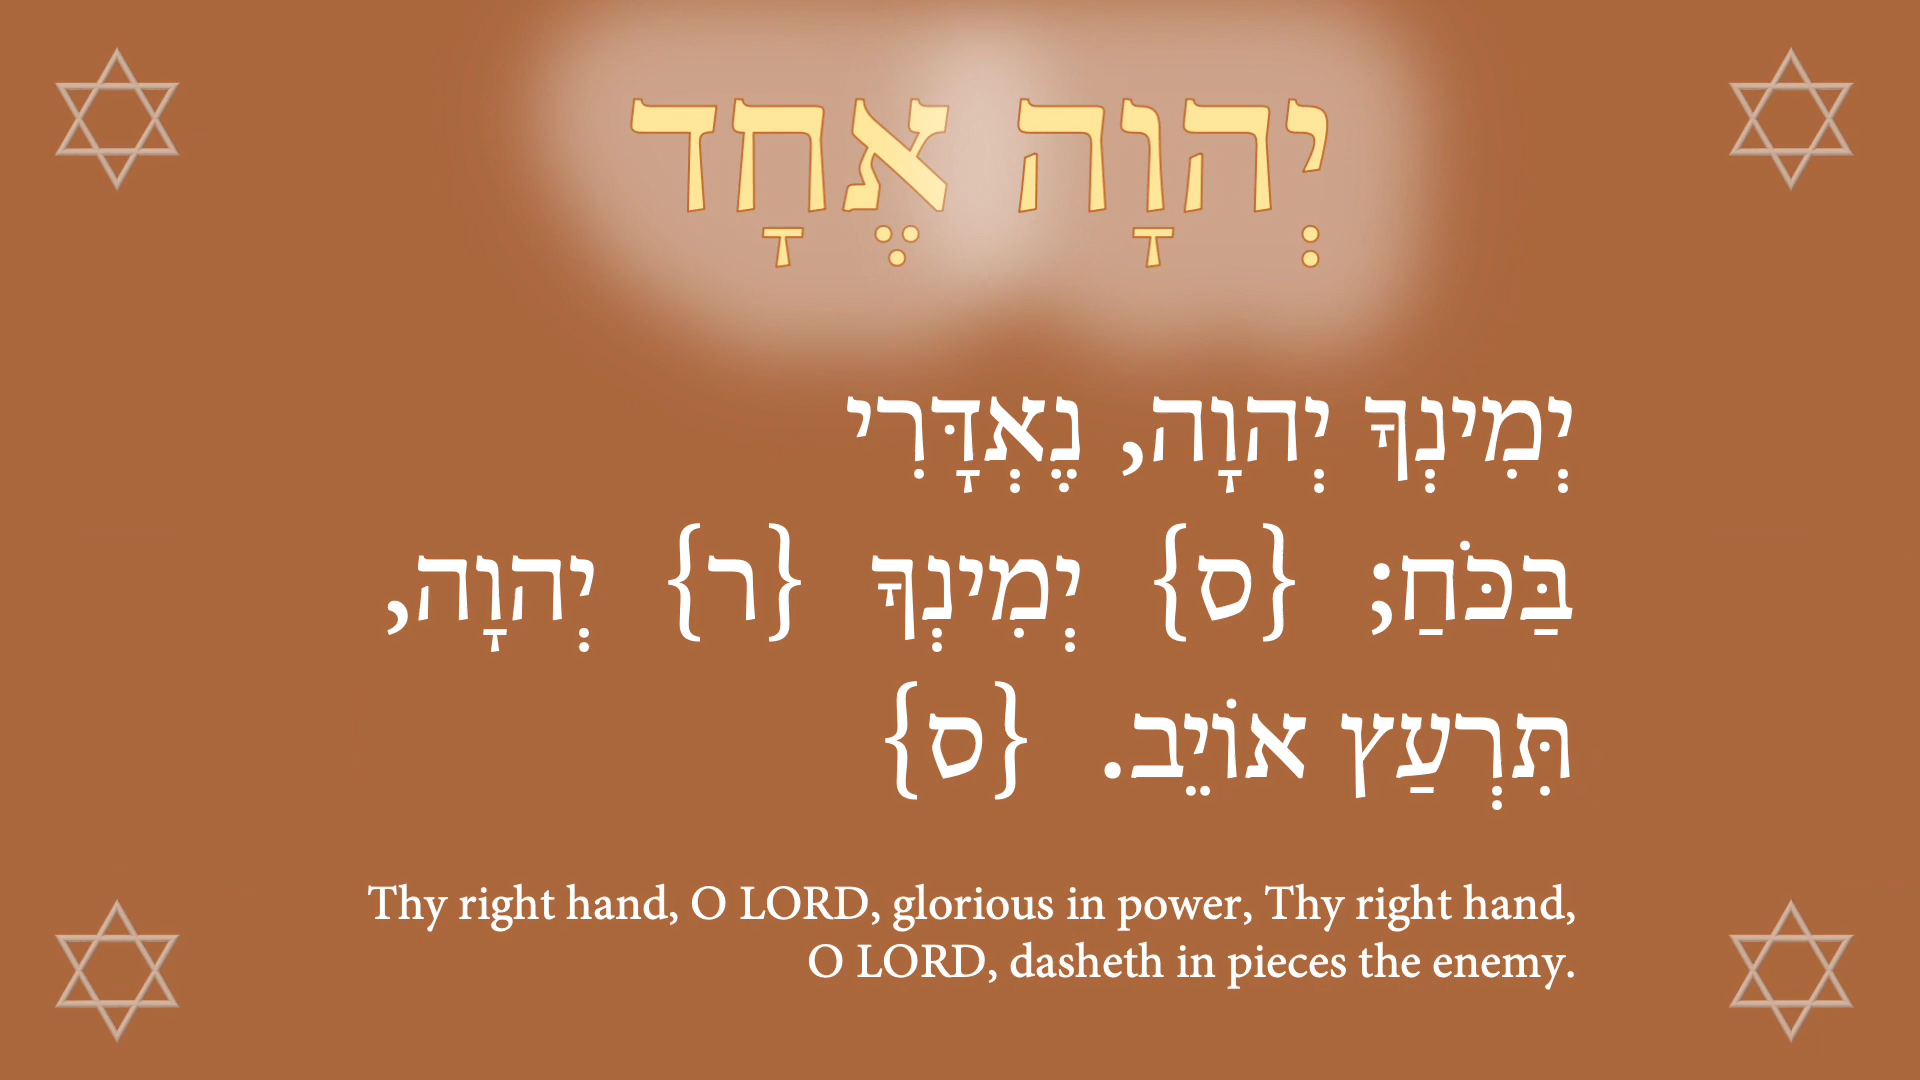 יְהוָה אֶחָד
יְמִינְךָ יְהוָה, נֶאְדָּרִי
בַּכֹּחַ; {ס} יְמִינְךָ {ר} יְהוָה,
תִּרְעַץ אוֹיֵב. {ס}
Thy right hand, O LORD, glorious in power, Thy right hand,
O LORD, dasheth in pieces the enemy.